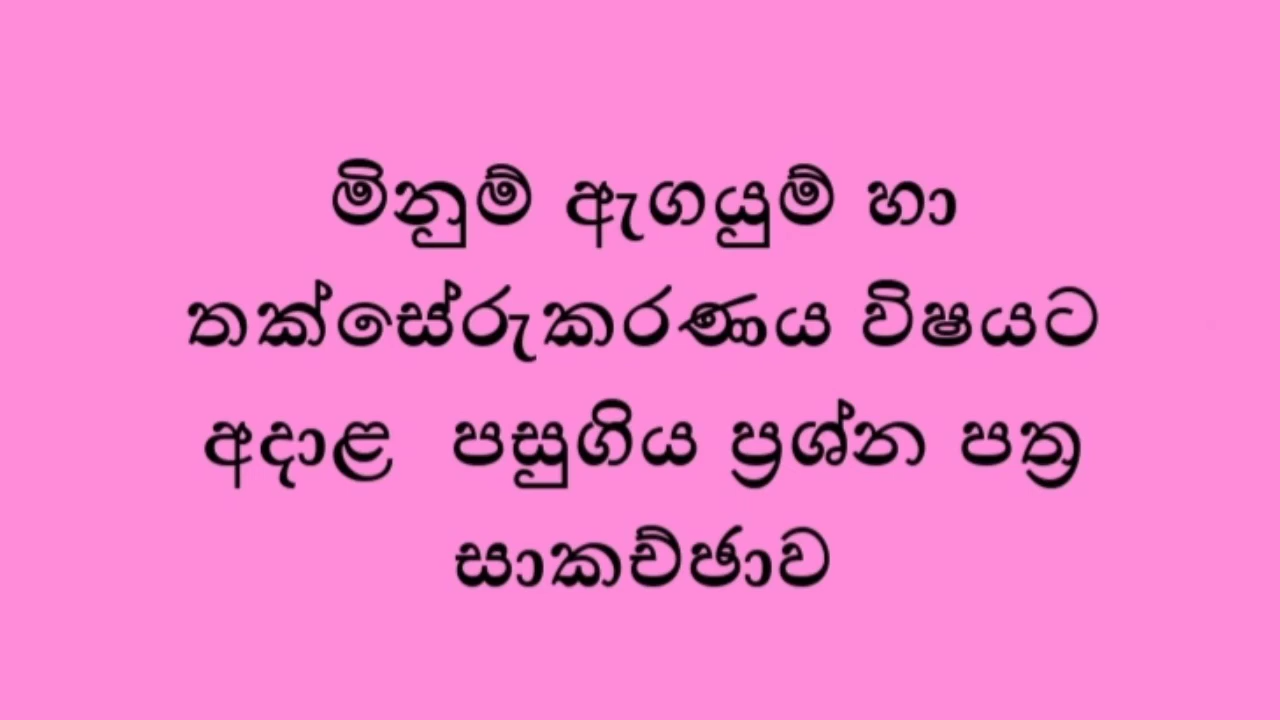 මිනුම් ඇගයුම් හා
තක්සේරුකරණය විෂයට
අදාළ  පසුගිය ප්‍රශ්න පත්‍ර
සාකච්ඡාව